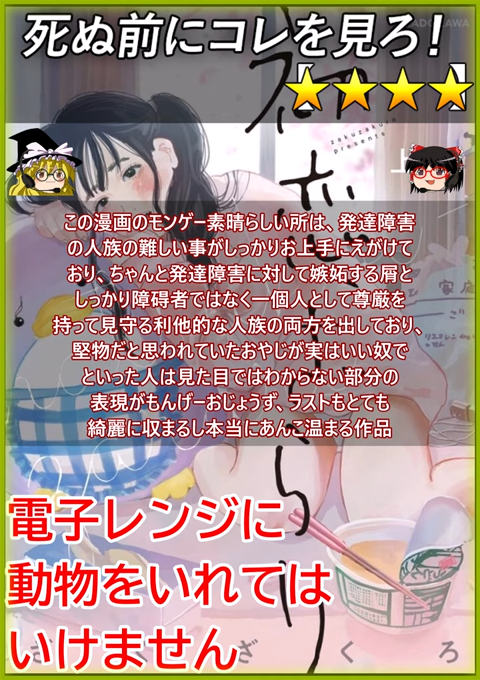 死ぬ前にコレを見ろ！
【★★★★】
zakuzakuro
presents
上
この漫画のモンゲー素晴らしい所は、発達障害
の人族の難しい事がしっかりお上手にえがけて
おり、ちゃんと発達障害に対して嫉妬する屑と
しっかり障碍者ではなく一個人として尊厳を
持って見守る利他的な人族の両方を出しており、
堅物だと思われていたおやじが実はいい奴で
といった人は見た目ではわからない部分の
表現がもんげーおじょうず、ラストもとても
綺麗に収まるし本当にあんこ温まる作品
電子レンジに
動物をいれては
いけません
ざくろ